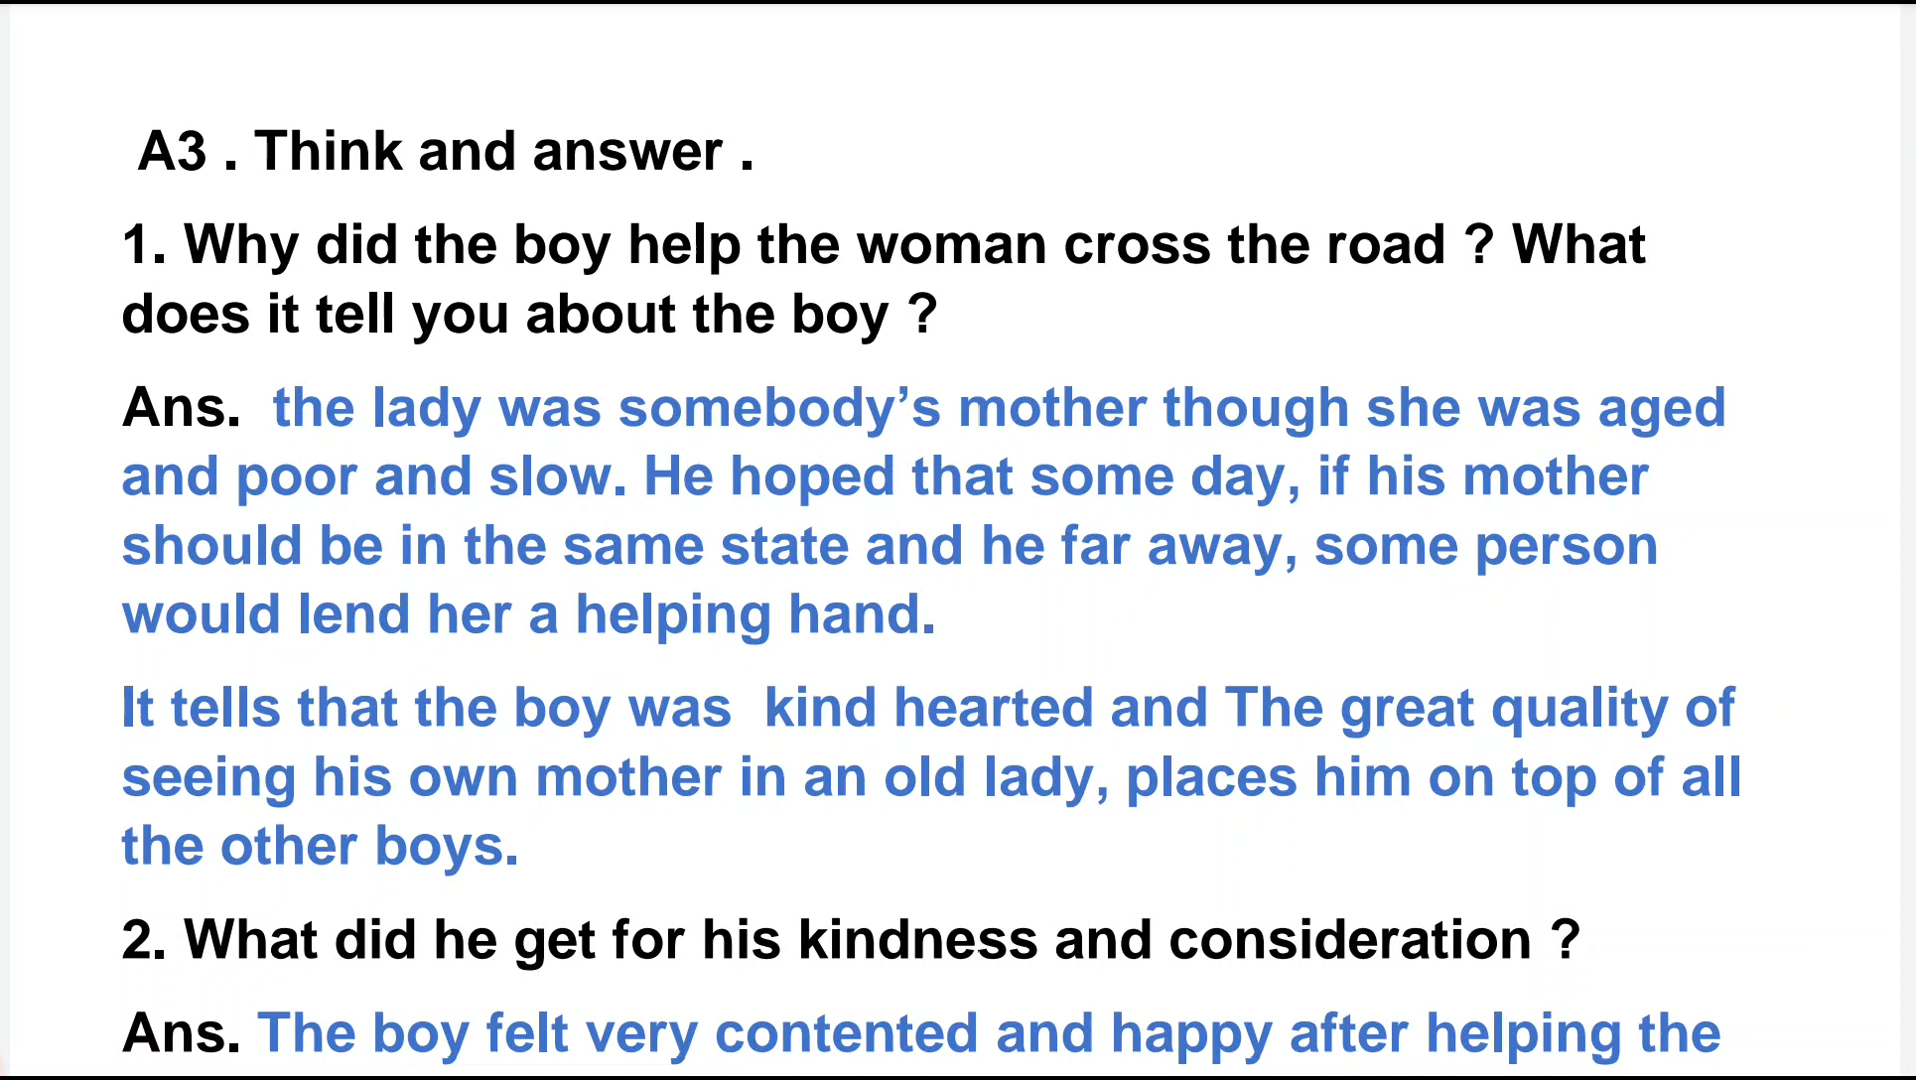 A3 . Think and answer .
1. Why did the boy help the woman cross the road ? What
does it tell you about the boy ?
Ans.  the lady was somebody’s mother though she was aged
and poor and slow. He hoped that some day, if his mother
should be in the same state and he far away, some person
would lend her a helping hand.
It tells that the boy was  kind hearted and The great quality of
seeing his own mother in an old lady, places him on top of all
the other boys.
2. What did he get for his kindness and consideration ?
Ans. The boy felt very contented and happy after helping the